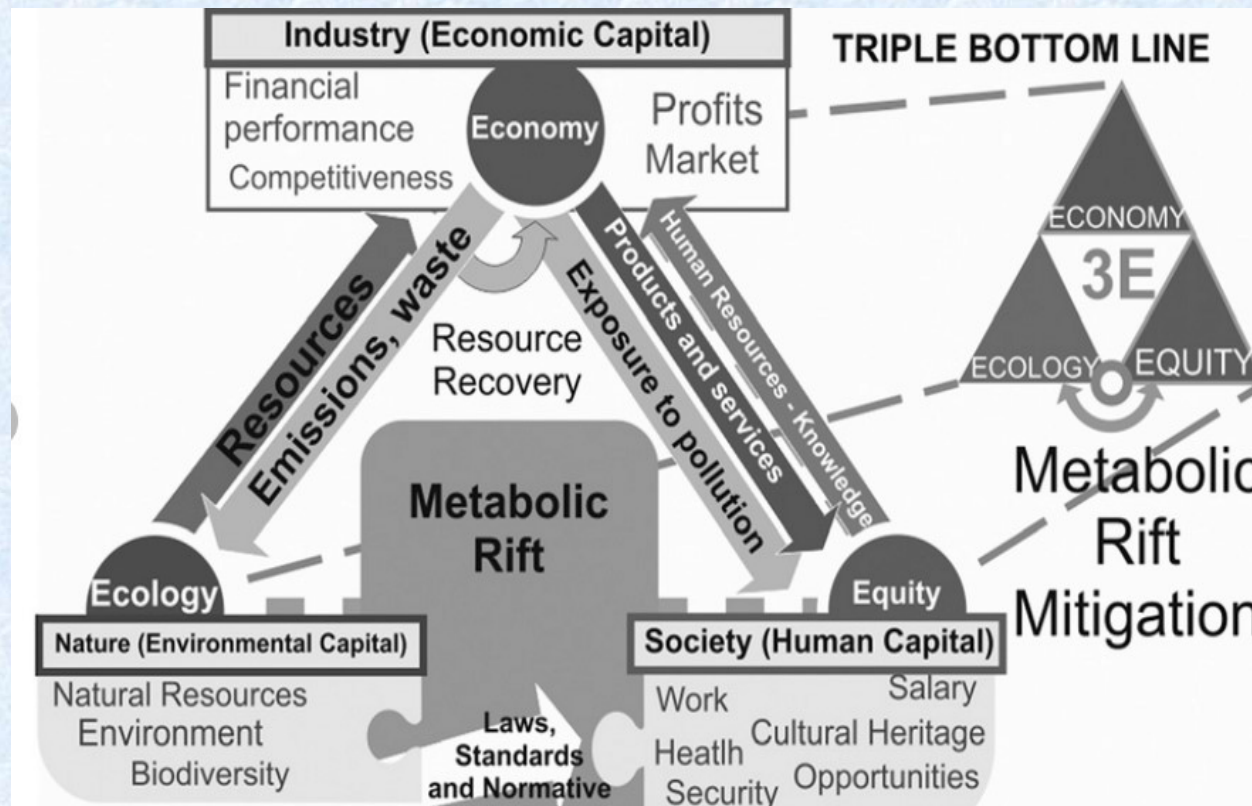 Industry (Economic Capital)
Financial
performance
Competitiveness
Economy
Profits
Market
TRIPLE BOTTOM LINE
ECONOMY
3E
ECOLOGY
EQUITY
Metabolic
Rift
Mitigation
Resources
Emissions, waste
Resource
Recovery
Exposure to pollution
Products and services
Human Resources - Knowledge
Metabolic
Rift
Ecology
Nature (Environmental Capital)
Natural Resources
Environment
Biodiversity
Laws,
Standards
and Normative
Equity
Society (Human Capital)
Work
Salary
Heatlh
Cultural Heritage
Security
Opportunities